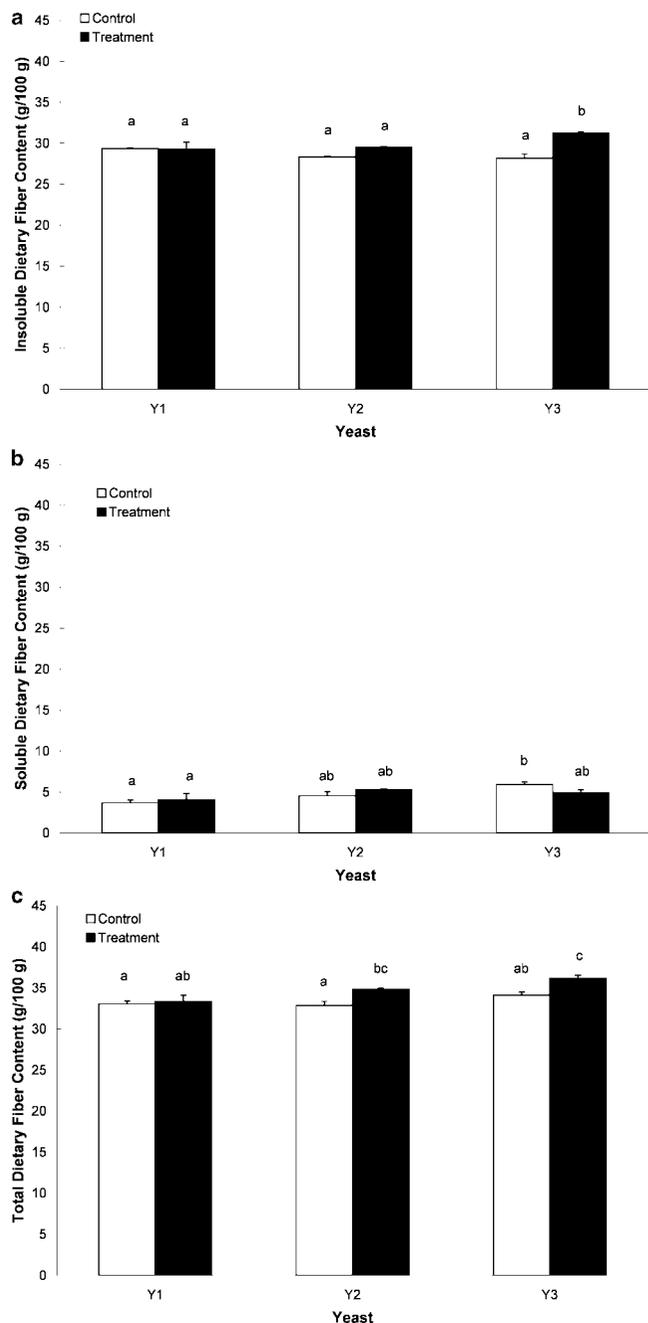 a
Control
Treatment
Insoluble Dietary Fiber Content (g/100 g)
45
40
35
30
25
20
15
10
5
0
a a a a a b
Y1 Y2 Y3
Yeast
b
Control
Treatment
Soluble Dietary Fiber Content (g/100 g)
45
40
35
30
25
20
15
10
5
0
a a ab ab b ab
Y1 Y2 Y3
Yeast
c
Control
Treatment
Total Dietary Fiber Content (g/100 g)
45
40
35
30
25
20
15
10
5
0
a ab a bc ab c
Y1 Y2 Y3
Yeast